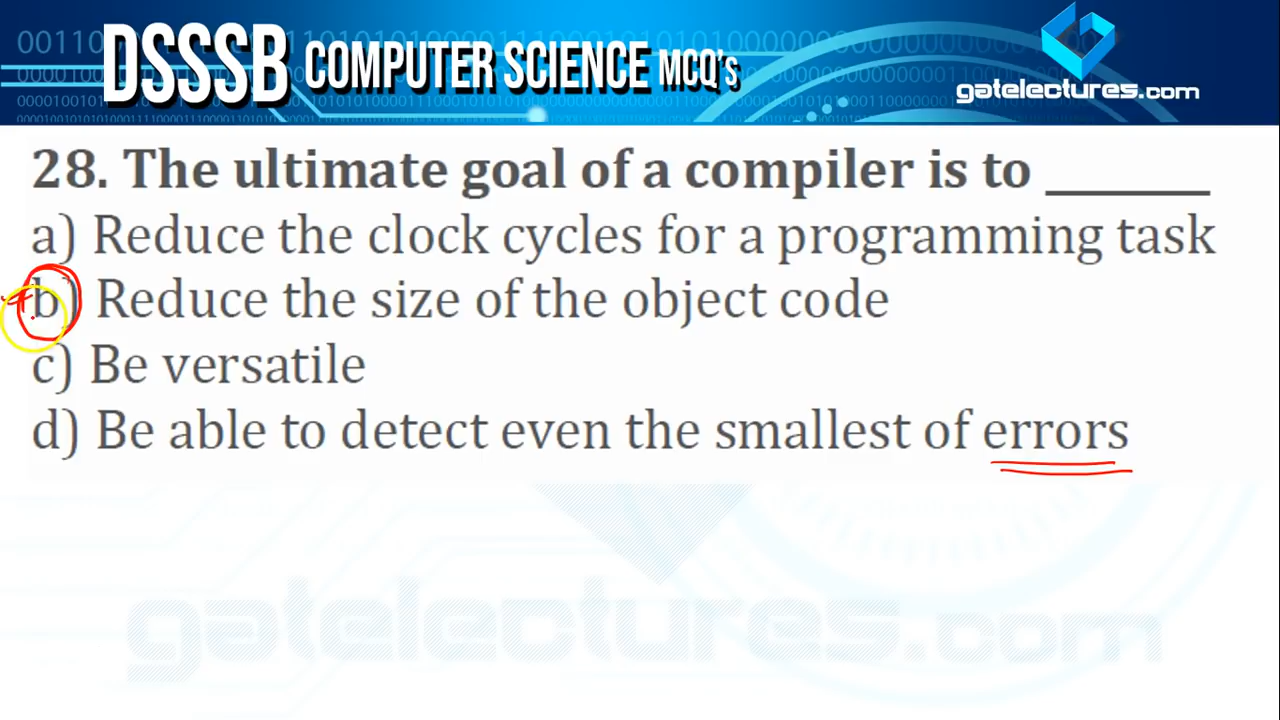 DSSSB COMPUTER SCIENCE MCQ's
gatelectures.com
28. The ultimate goal of a compiler is to _______
a) Reduce the clock cycles for a programming task
b) Reduce the size of the object code
c) Be versatile
d) Be able to detect even the smallest of errors
gatelectures.com